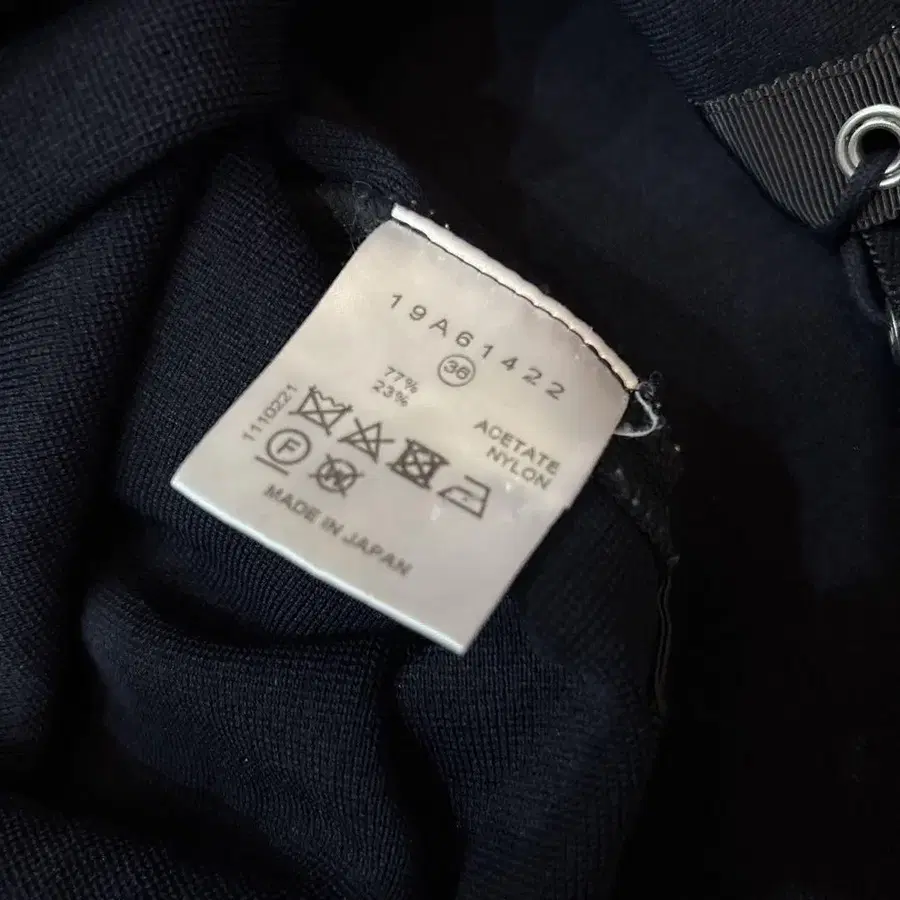 19A61422
36
77% ACETATE
23% NYLON
1110221
F
W
MADE IN JAPAN